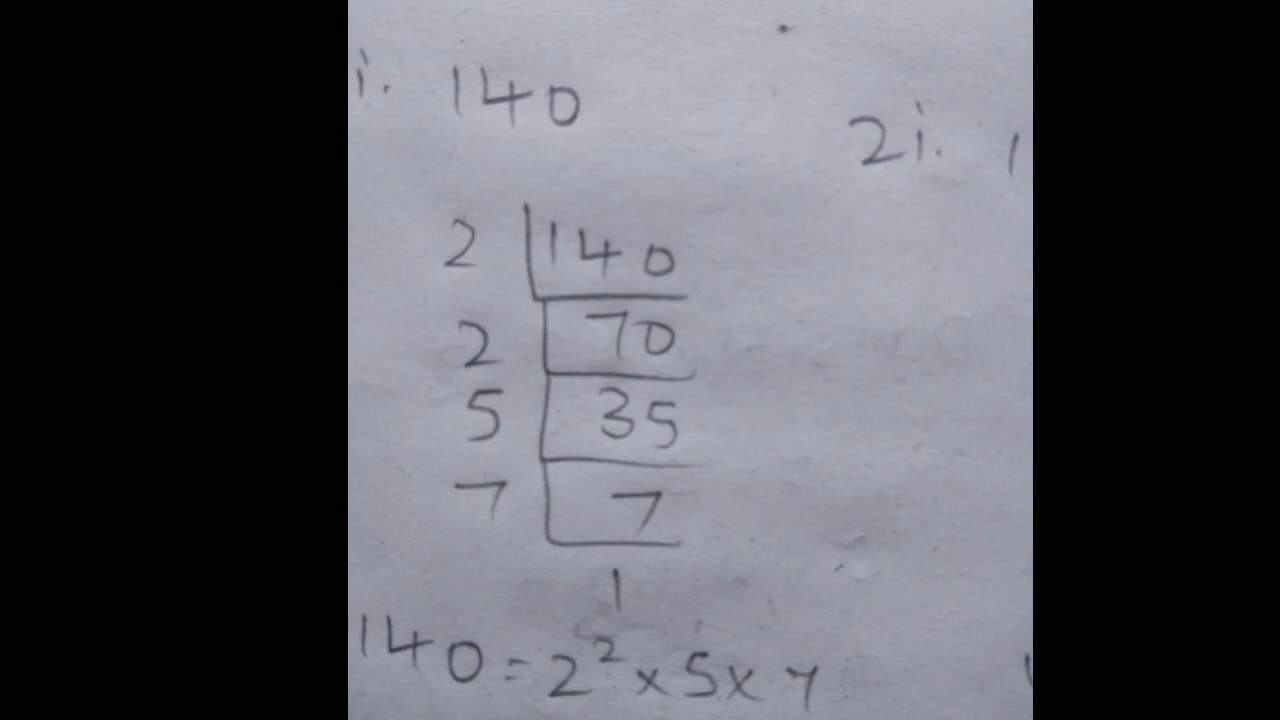 i. 140
2i. 1
2 140
2 70
5 35
7 7
1
140 = 2² x 5 x 7